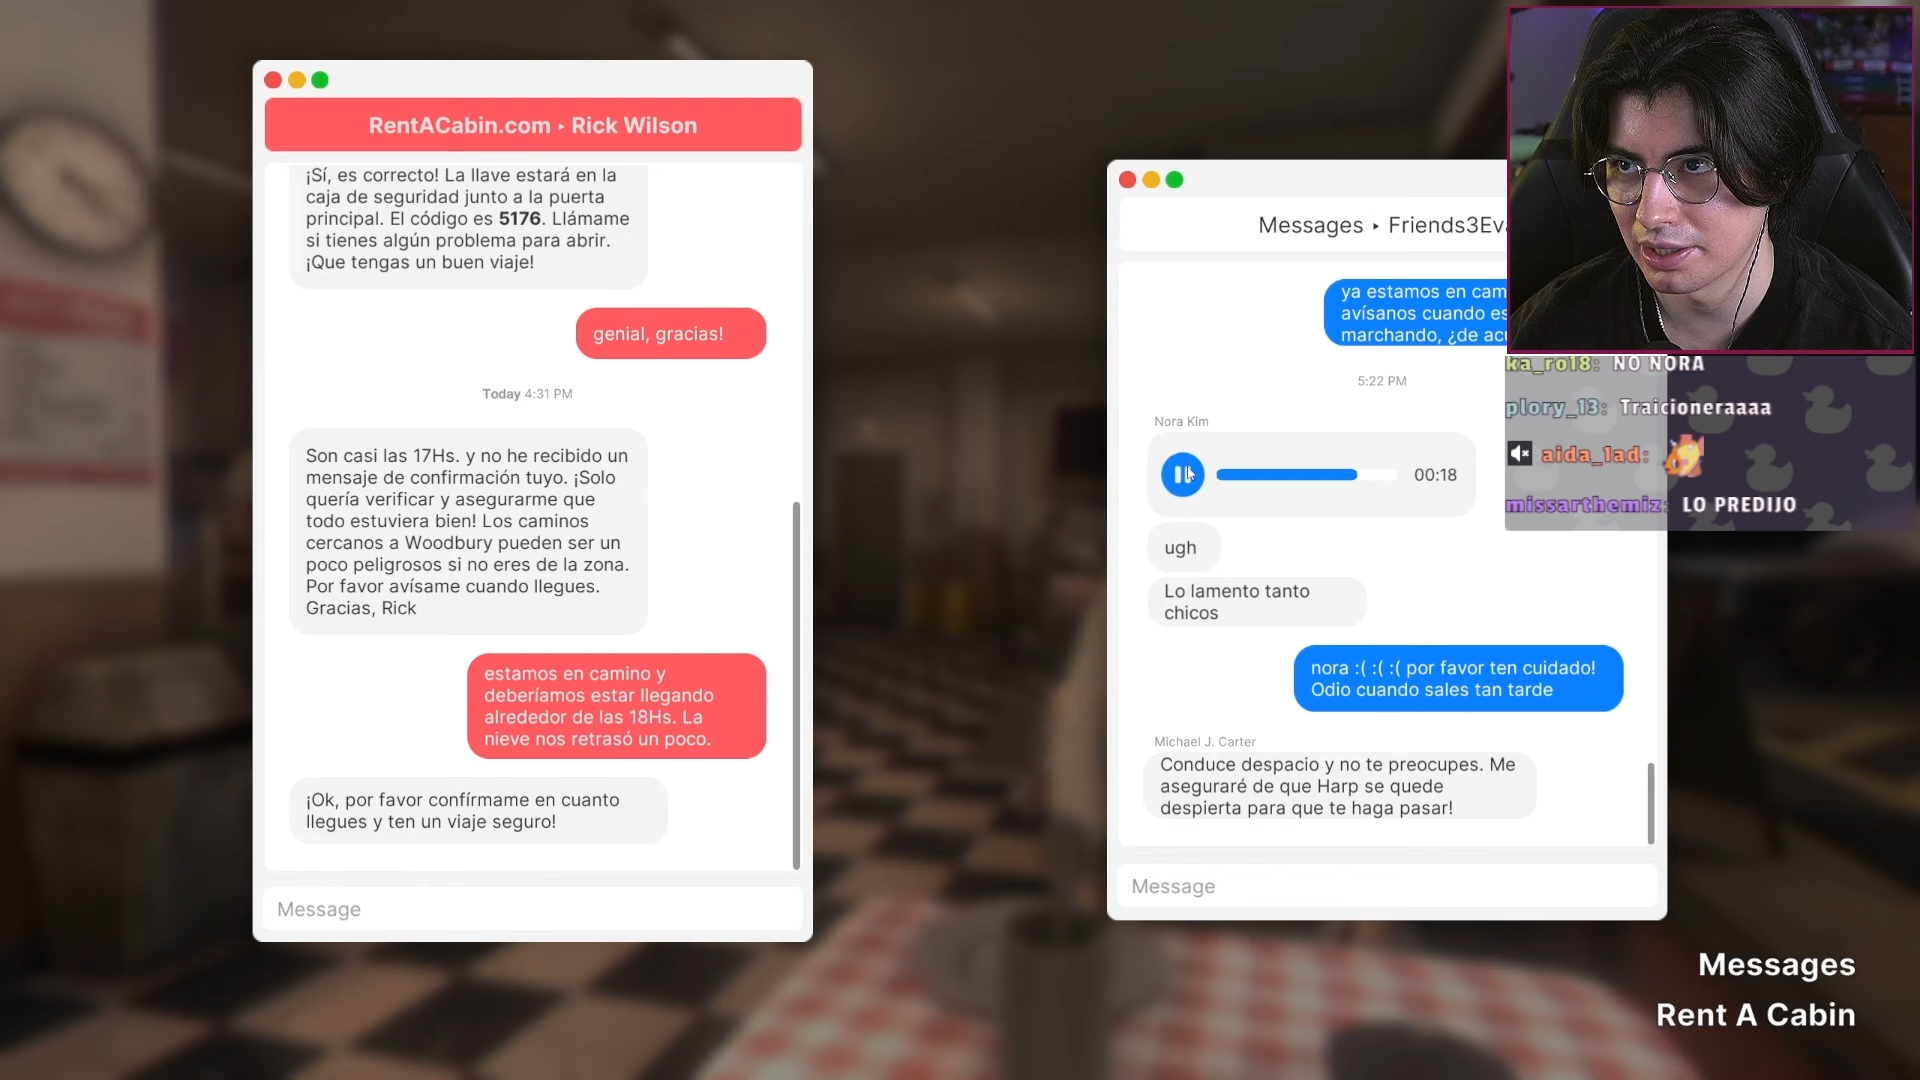 RentACabin.com ▸ Rick Wilson
¡Sí, es correcto! La llave estará en la
caja de seguridad junto a la puerta
principal. El código es 5176. Llámame
si tienes algún problema para abrir.
¡Que tengas un buen viaje!
genial, gracias!
Today 4:31 PM
Son casi las 17Hs. y no he recibido un
mensaje de confirmación tuyo. ¡Solo
quería verificar y asegurarme que
todo estuviera bien! Los caminos
cercanos a Woodbury pueden ser un
poco peligrosos si no eres de la zona.
Por favor avísame cuando llegues.
Gracias, Rick
estamos en camino y
deberíamos estar llegando
alrededor de las 18Hs. La
nieve nos retrasó un poco.
¡Ok, por favor confírmame en cuanto
llegues y ten un viaje seguro!
Message
Messages ▸ Friends3Eva
ya estamos en cam
avísanos cuando es
marchando, ¿de acu
5:22 PM
Nora Kim
00:18
ugh
Lo lamento tanto
chicos
nora :( :( :( por favor ten cuidado!
Odio cuando sales tan tarde
Michael J. Carter
Conduce despacio y no te preocupes. Me
aseguraré de que Harp se quede
despierta para que te haga pasar!
Message
ka_ro18: NO NORA
plory_13: Traicioneraaaa
aida_1ad:
missarthemiz: LO PREDIJO
Messages
Rent A Cabin